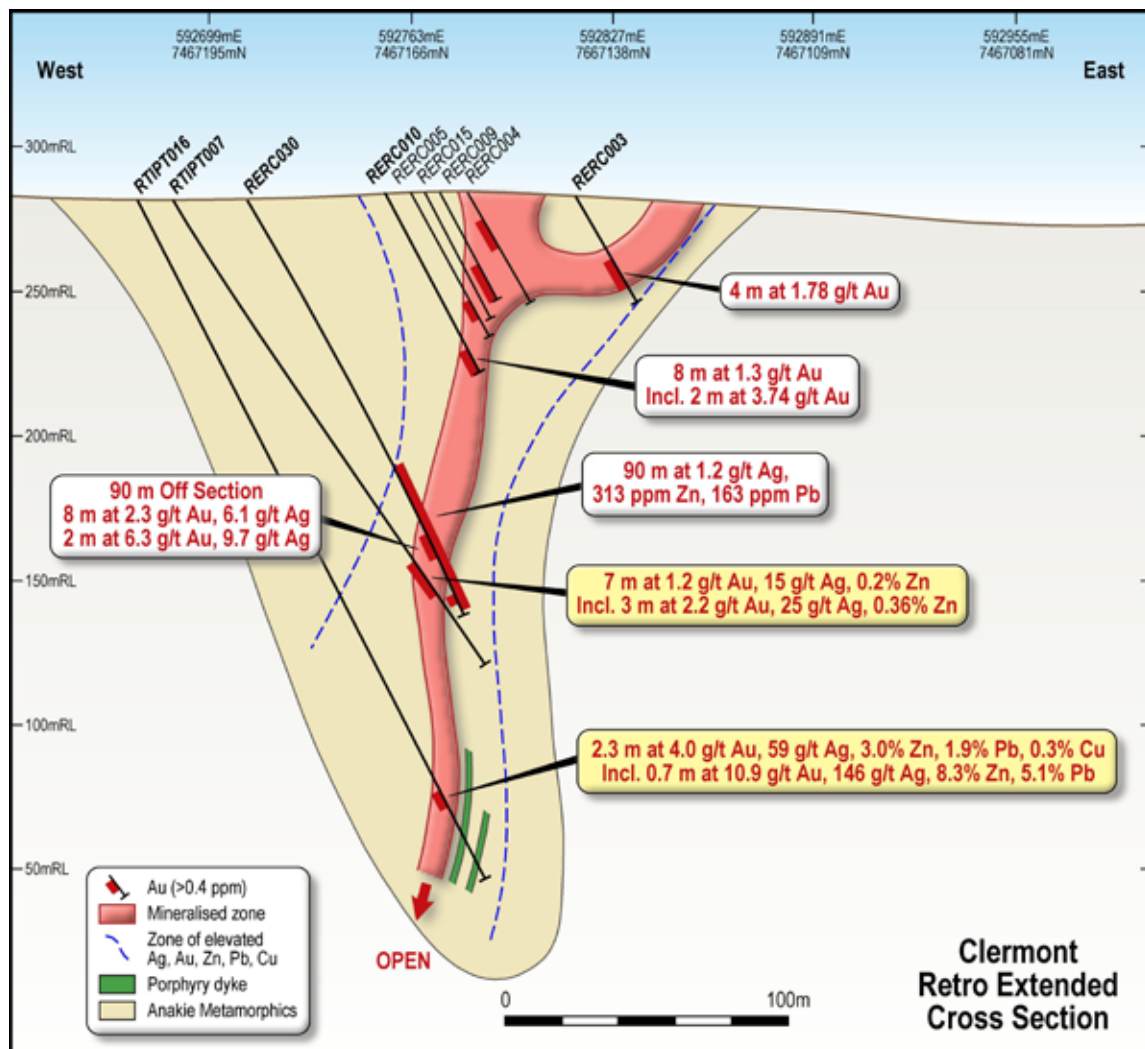 592699mE
7467195mN
592763mE
7467166mN
592827mE
7667138mN
592891mE
7467109mN
592955mE
7467081mN
West
East
300mRL
RTIPT016
RTIPT007
RERC030
RERC010
RERC005
RERC015
RERC009
RERC004
RERC003
250mRL
4 m at 1.78 g/t Au
8 m at 1.3 g/t Au
Incl. 2 m at 3.74 g/t Au
200mRL
90 m at 1.2 g/t Ag,
313 ppm Zn, 163 ppm Pb
90 m Off Section
8 m at 2.3 g/t Au, 6.1 g/t Ag
2 m at 6.3 g/t Au, 9.7 g/t Ag
150mRL
7 m at 1.2 g/t Au, 15 g/t Ag, 0.2% Zn
Incl. 3 m at 2.2 g/t Au, 25 g/t Ag, 0.36% Zn
100mRL
2.3 m at 4.0 g/t Au, 59 g/t Ag, 3.0% Zn, 1.9% Pb, 0.3% Cu
Incl. 0.7 m at 10.9 g/t Au, 146 g/t Ag, 8.3% Zn, 5.1% Pb
50mRL
Au (>0.4 ppm)
Mineralised zone
Zone of elevated
Ag, Au, Zn, Pb, Cu
Porphyry dyke
Anakie Metamorphics
OPEN
0
100m
Clermont
Retro Extended
Cross Section